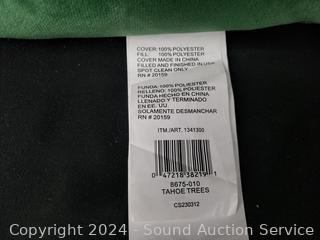 COVER: 100% POLYESTER
FILL: 100% POLYESTER
COVER MADE IN CHINA
FILLED AND FINISHED IN USA
SPOT CLEAN ONLY
RN # 20159
FUNDA: 100% POLIESTER
RELLENO: 100% POLIESTER
FUNDA HECHO EN CHINA
LLENADO Y TERMINADO
EN EE. UU.
SOLAMENTE DESMANCHAR
RN # 20159
ITM./ART. 1341300
0 47218 38219 1
8675-010
TAHOE TREES
CS230312
Copyright 2024 - Sound Auction Service